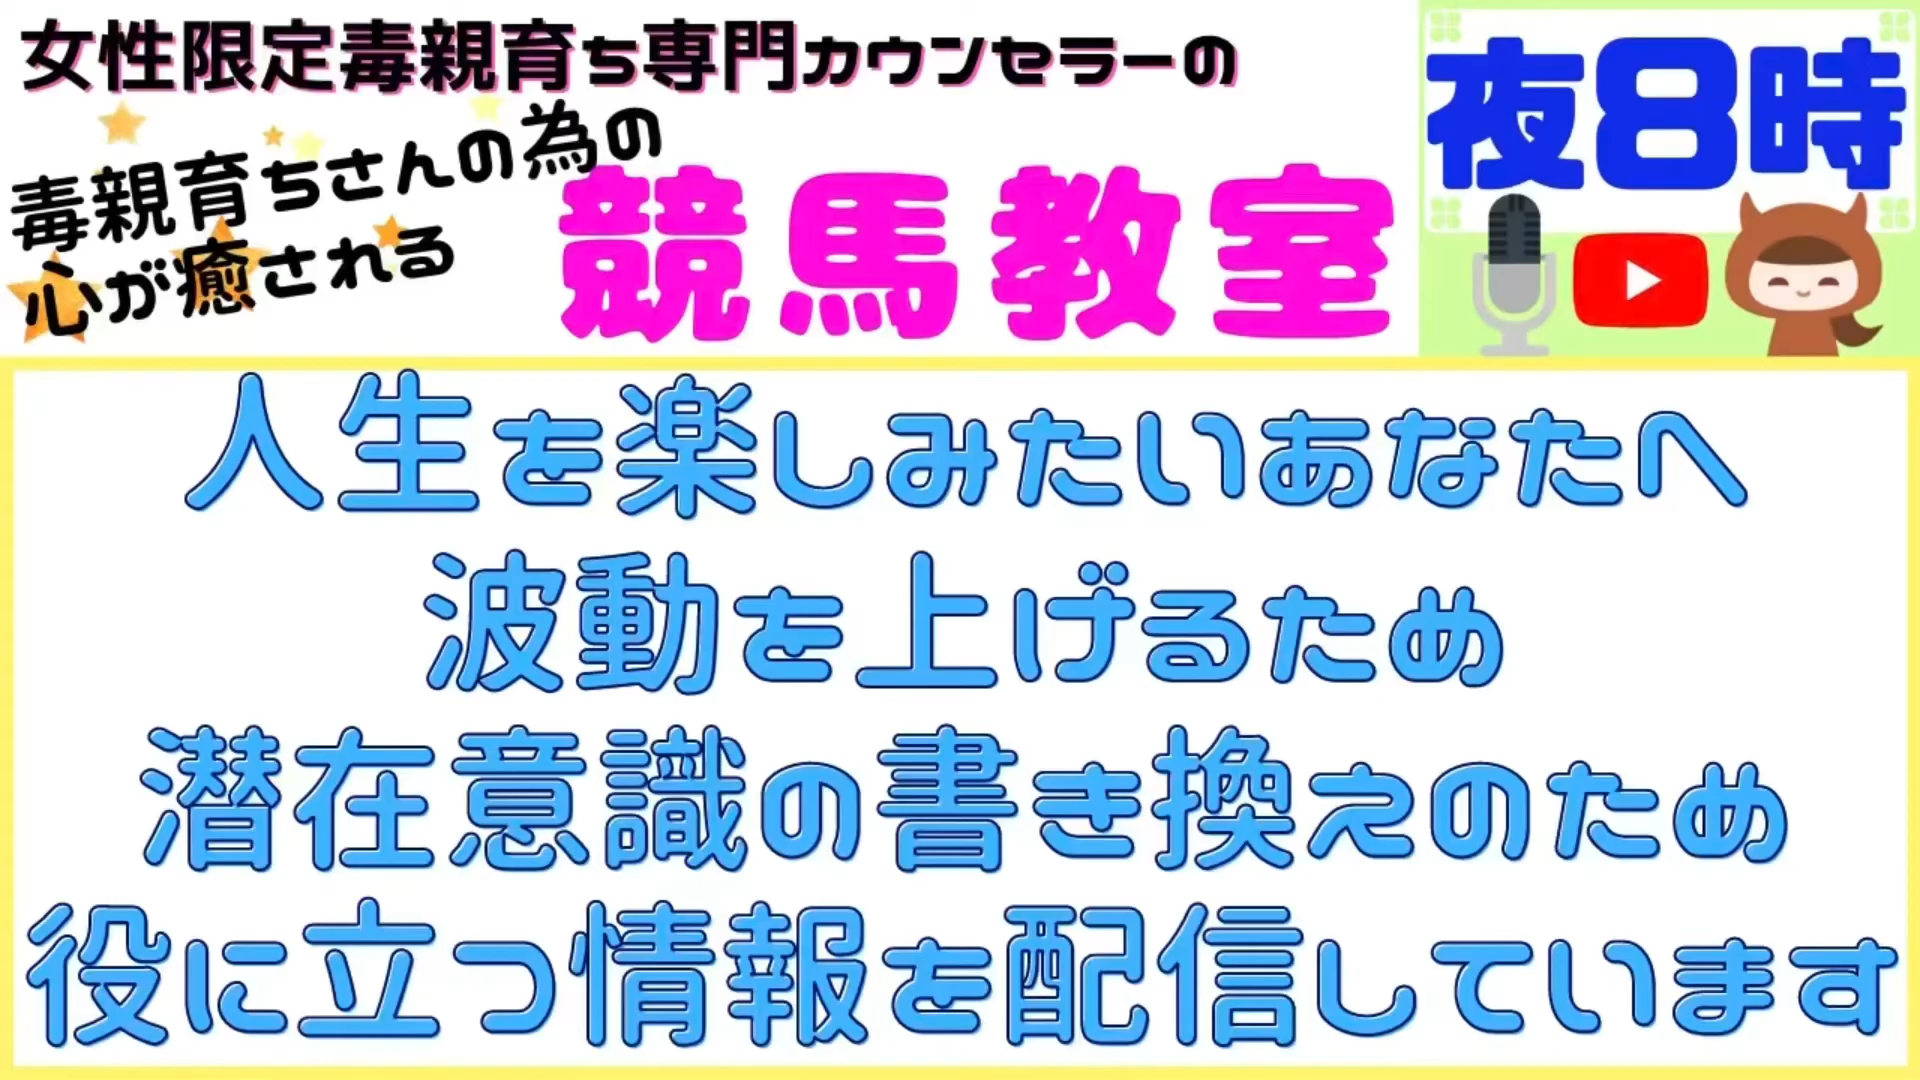 女性限定毒親育ち専門カウンセラーの
毒親育ちさんの為の
心が癒される
競馬教室
夜8時
人生を楽しみたいあなたへ
波動を上げるため
潜在意識の書き換えのため
役に立つ情報を配信しています